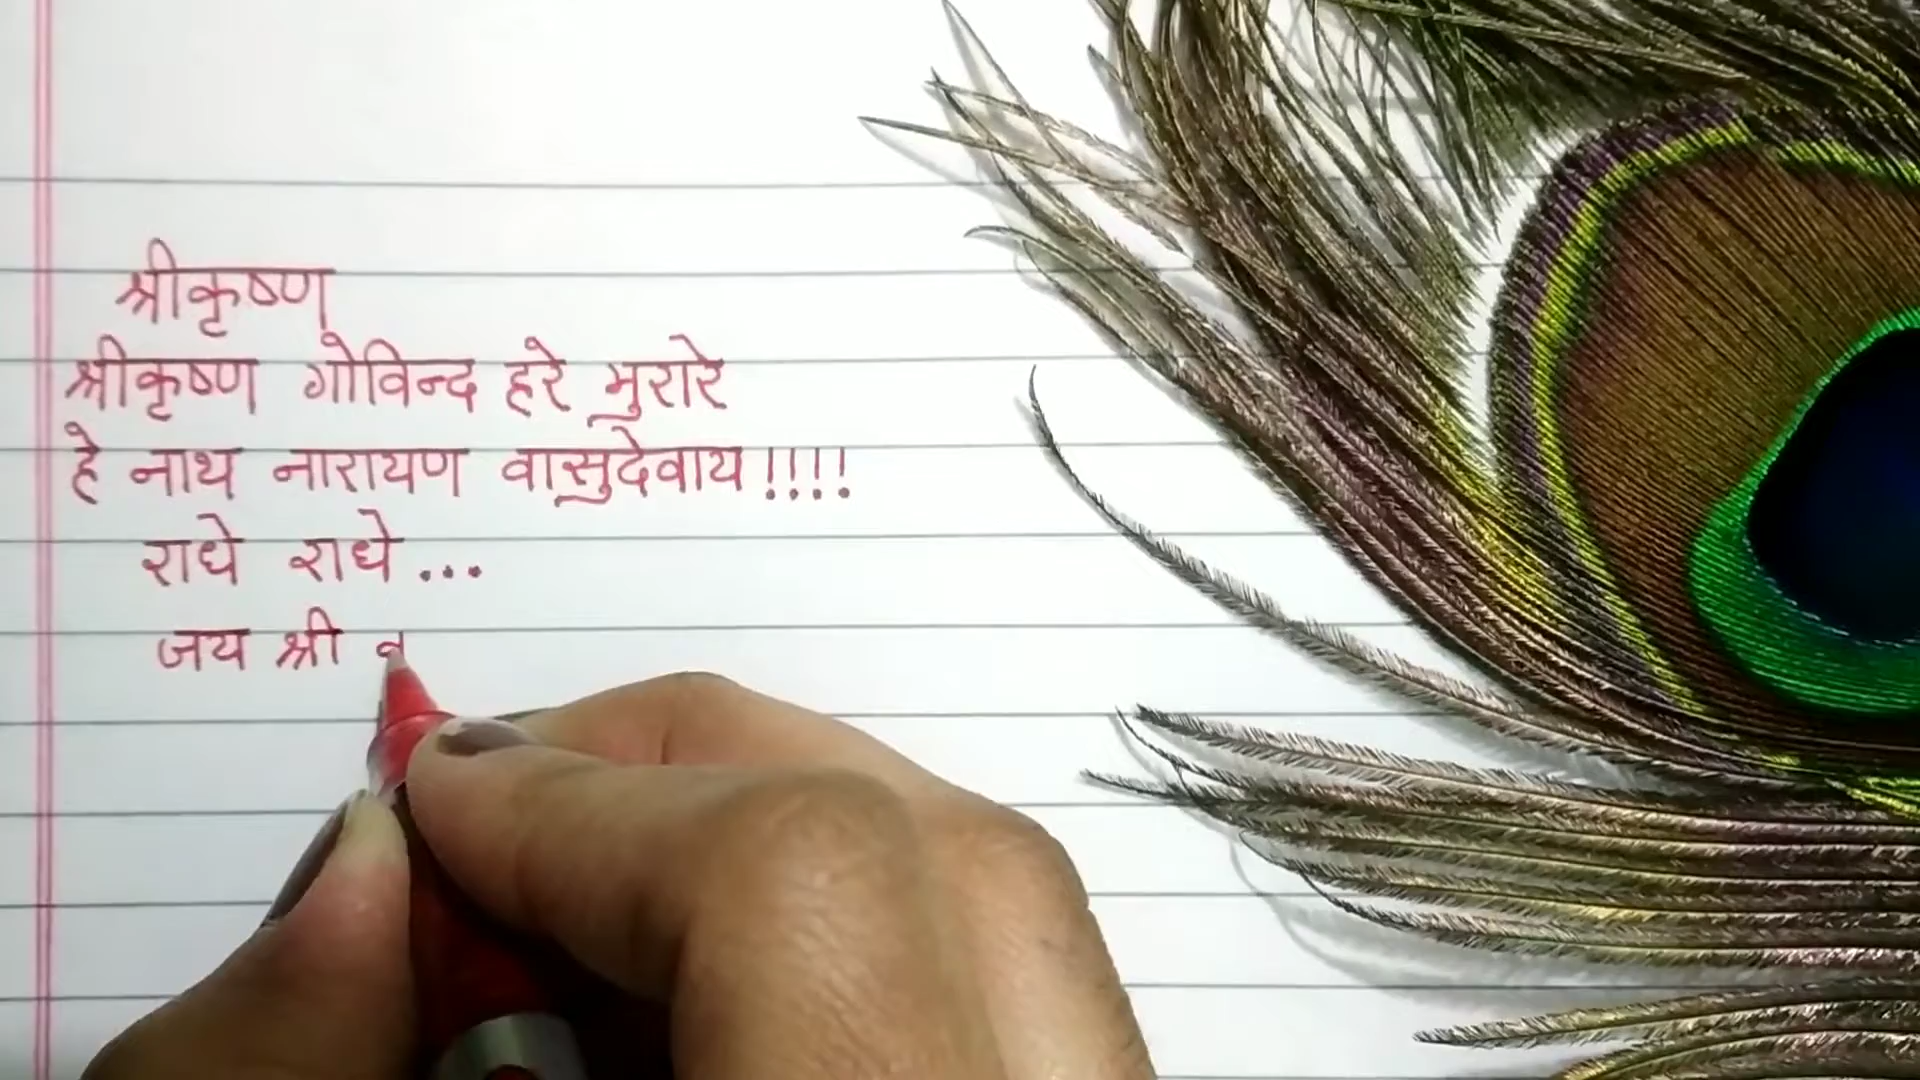 श्रीकृष्ण
श्रीकृष्ण गोविन्द हरे मुरारे
हे नाथ नारायण वासुदेवाय !!!!
राधे राधे ...
जय श्री